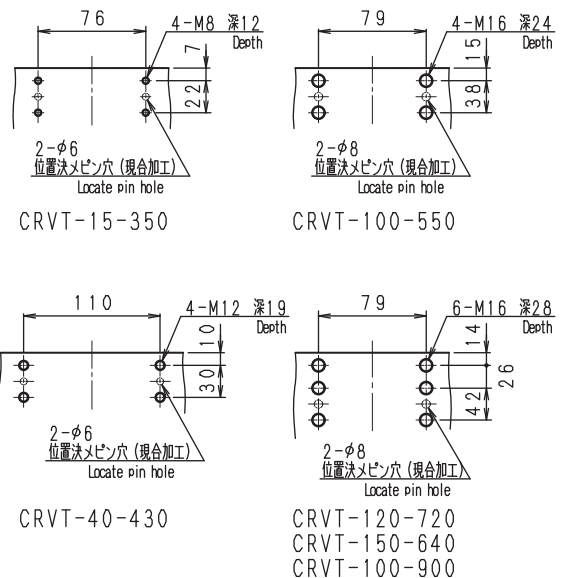 76
4-M8 深12
Depth
7
22
2-φ6
位置決メピン穴（現合加工）
Locate pin hole
CRVT-15-350
79
4-M16 深24
Depth
15
38
2-φ8
位置決メピン穴（現合加工）
Locate pin hole
CRVT-100-550
110
4-M12 深19
Depth
10
30
2-φ6
位置決メピン穴（現合加工）
Locate pin hole
CRVT-40-430
79
6-M16 深28
Depth
14
26
42
2-φ8
位置決メピン穴（現合加工）
Locate pin hole
CRVT-120-720
CRVT-150-640
CRVT-100-900